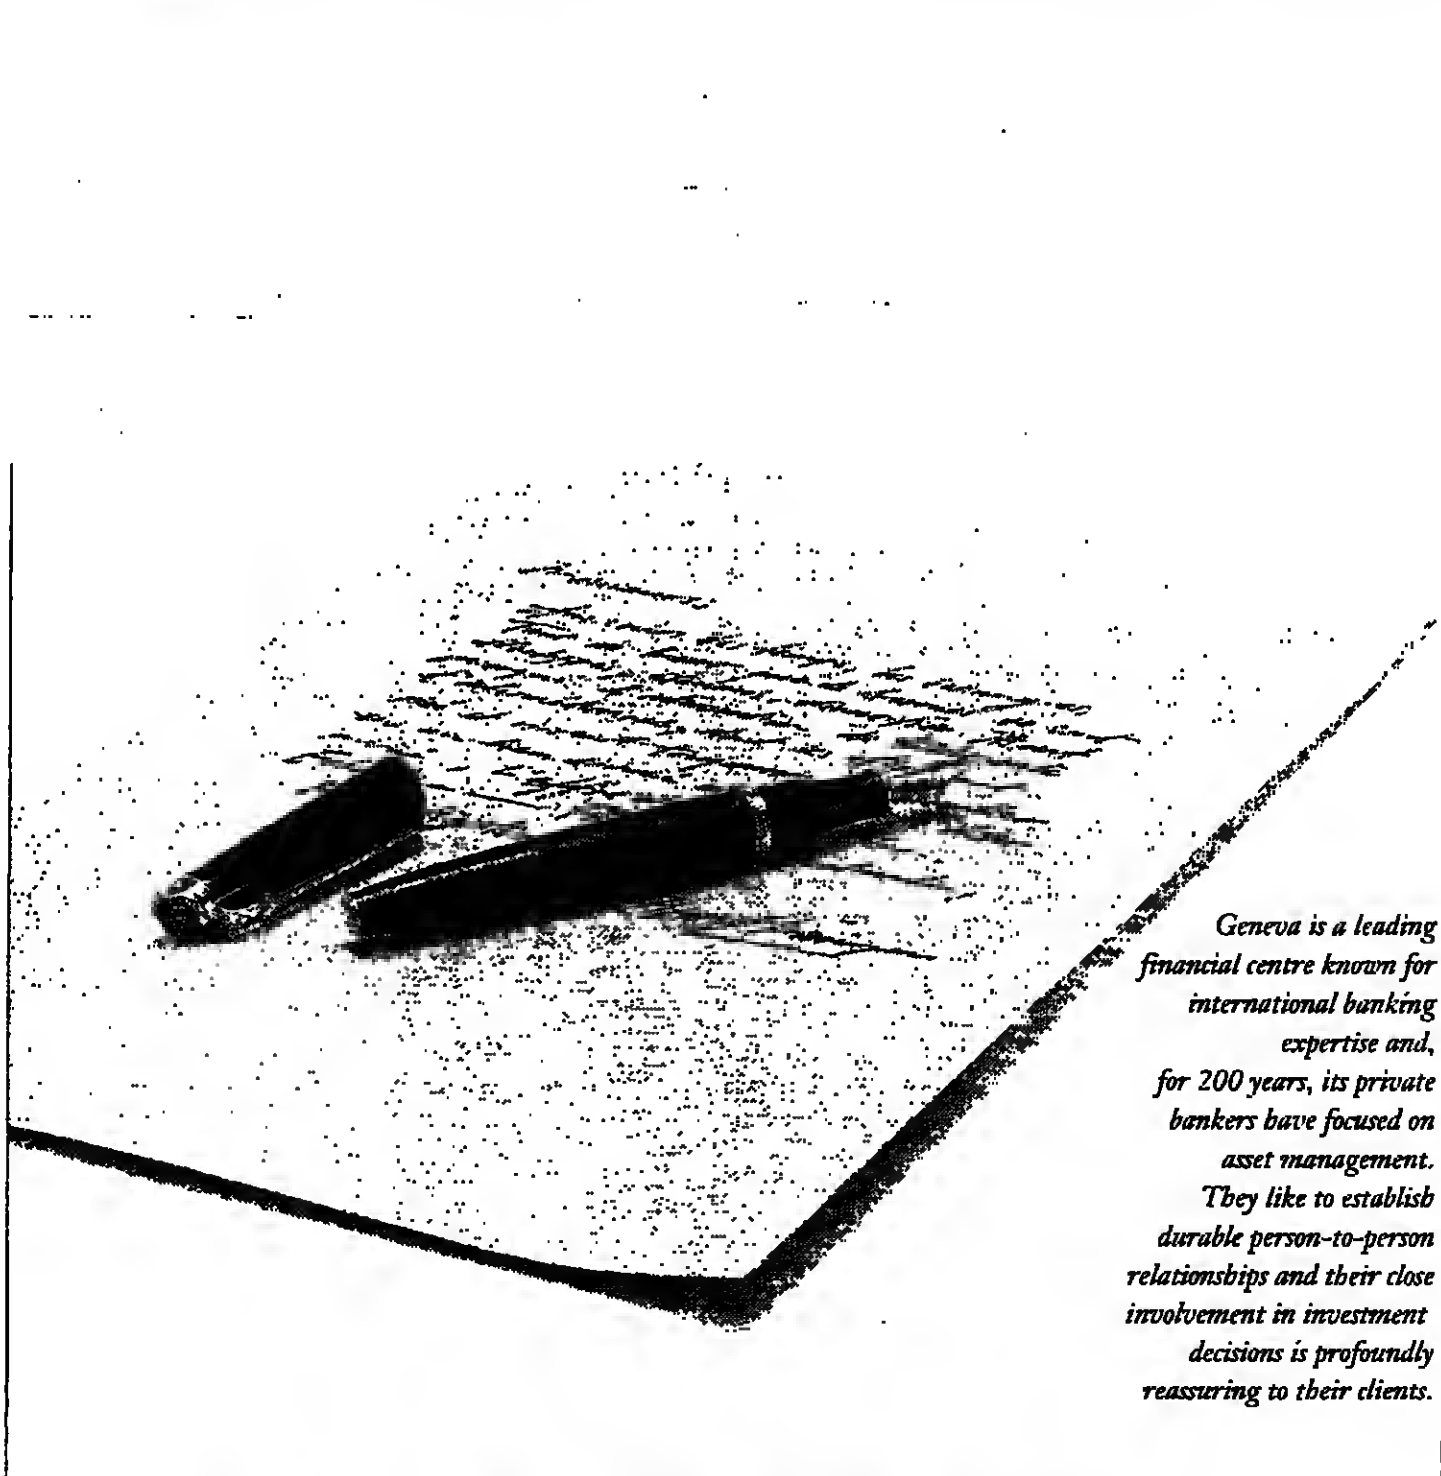 Geneva is a leading
financial centre known for
international banking
expertise and,
for 200 years, its private
bankers have focused on
asset management.
They like to establish
durable person-to-person
relationships and their close
involvement in investment
decisions is profoundly
reassuring to their clients.